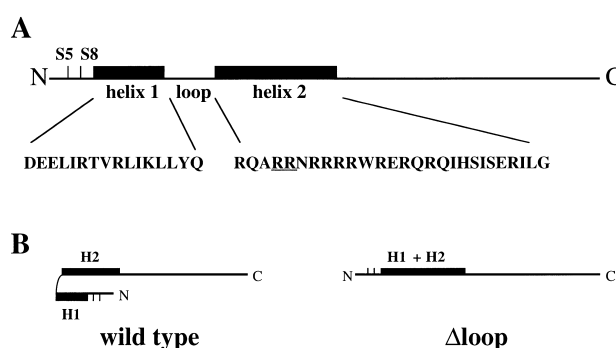 A
S5 S8
N C
helix 1 loop helix 2
DEELIRTVRLIKLLYQ RQARRNRRRRWRERQRQIHSISERILG
B
H2 H1 + H2
C N C
N
H1
wild type Δloop